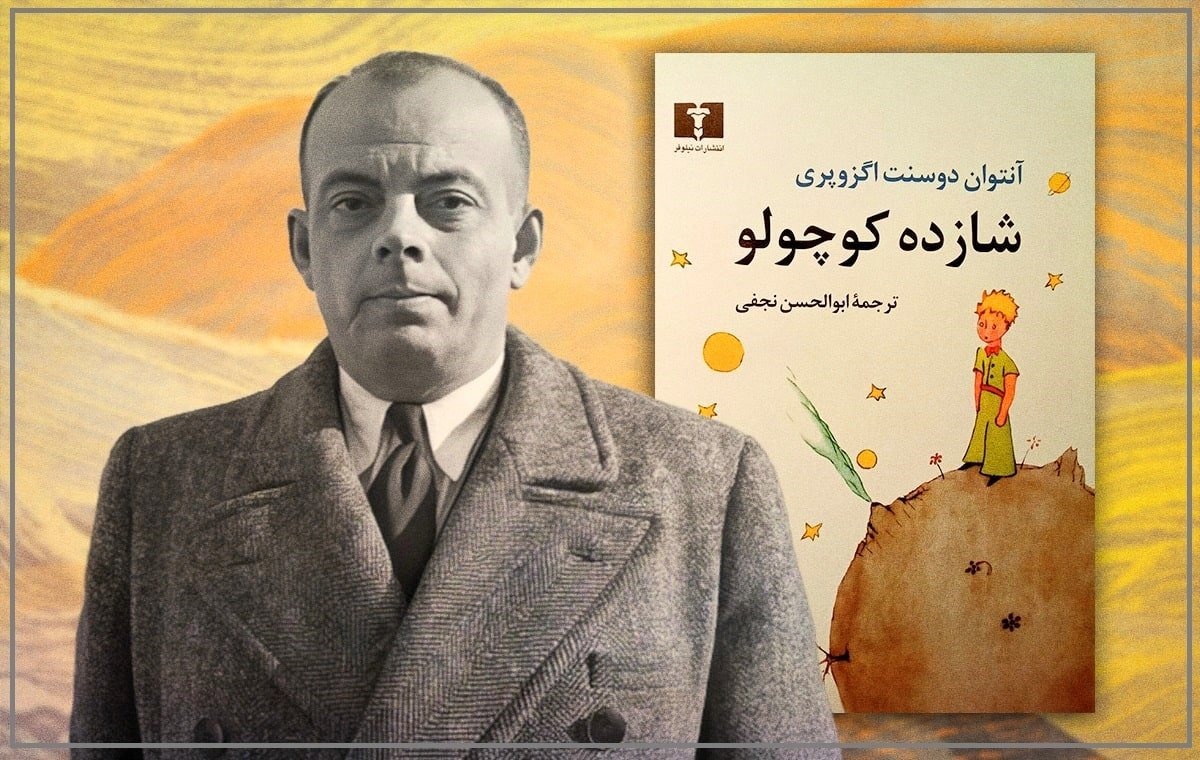 انتشارات نیلوفر
آنتوان دوسنت اگزوپری
شازده کوچولو
ترجمهٔ ابوالحسن نجفی